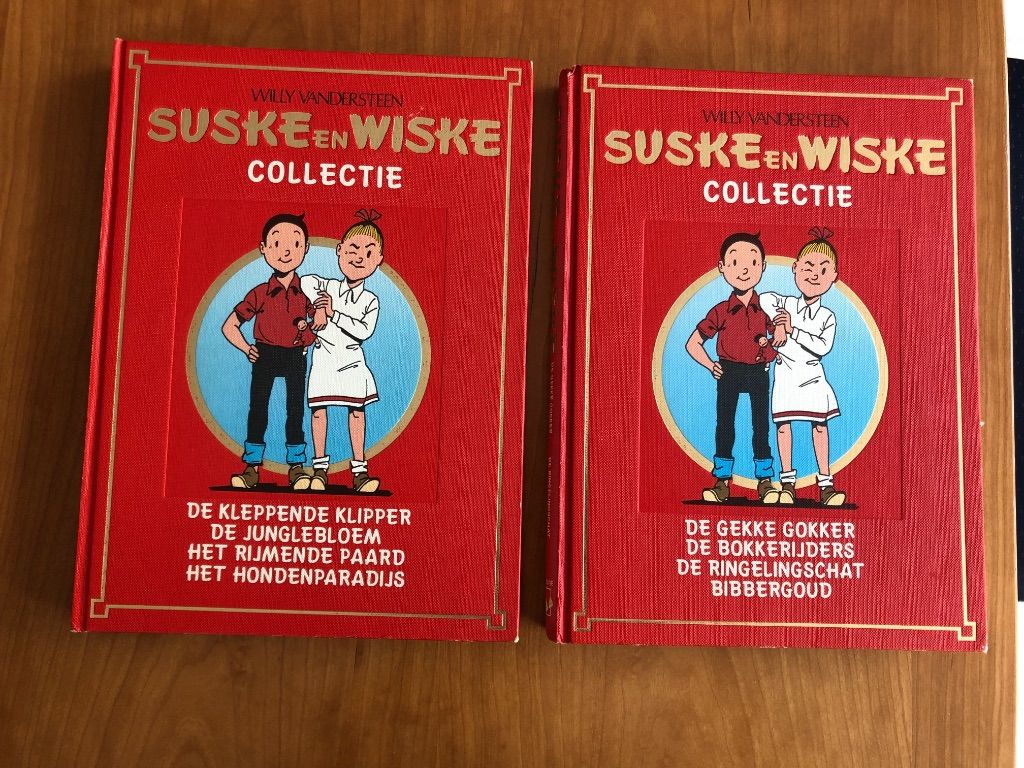 WILLY VANDERSTEEN
SUSKE EN WISKE
COLLECTIE
DE KLEPPENDE KLIPPER
DE JUNGLEBLOEM
HET RIJMENDE PAARD
HET HONDENPARADIJS
WILLY VANDERSTEEN
SUSKE EN WISKE
COLLECTIE
DE GEKKE GOKKER
DE BOKKERIJDERS
DE RINGELINGSCHAT
BIBBERGOUD